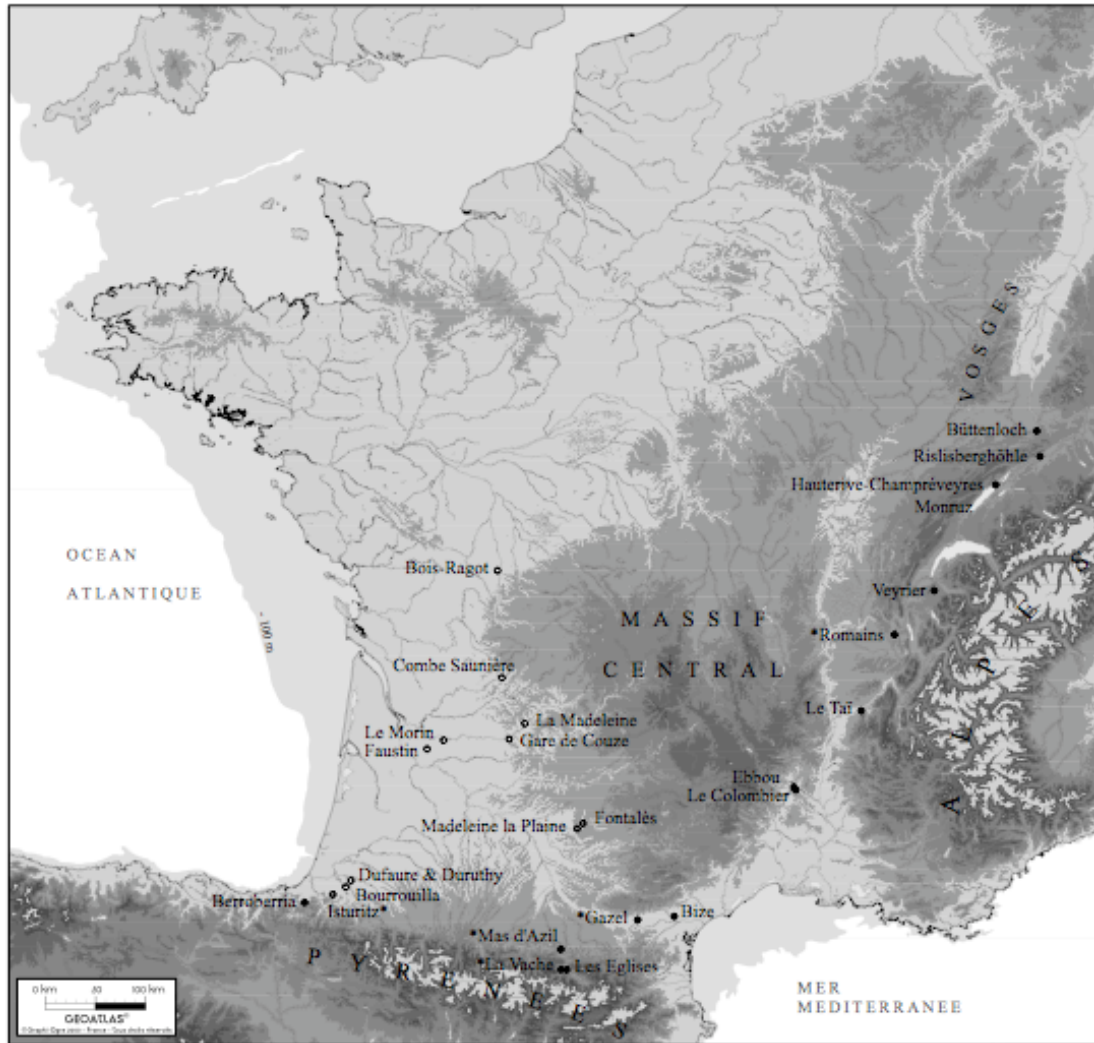 VOSGES
Büttenloch
Rislisberghöhle
Hauterive-Champréveyres
Monruz
OCEAN
ATLANTIQUE
Bois-Ragot
- 100 m
MASSIF
CENTRAL
Veyrier
*Romains
ALPES
Combe Saunière
Le Taï
La Madeleine
Le Morin
Gare de Couze
Faustin
Ebbou
Le Colombier
Madeleine la Plaine
Fontalès
Dufaure & Duruthy
Bourrouilla
Berroberria
Isturitz*
*Gazel
Bize
*Mas d'Azil
*La Vache
Les Eglises
PYRENEES
MER
MEDITERRANEE
0 km 50 100 km
GEOATLAS®